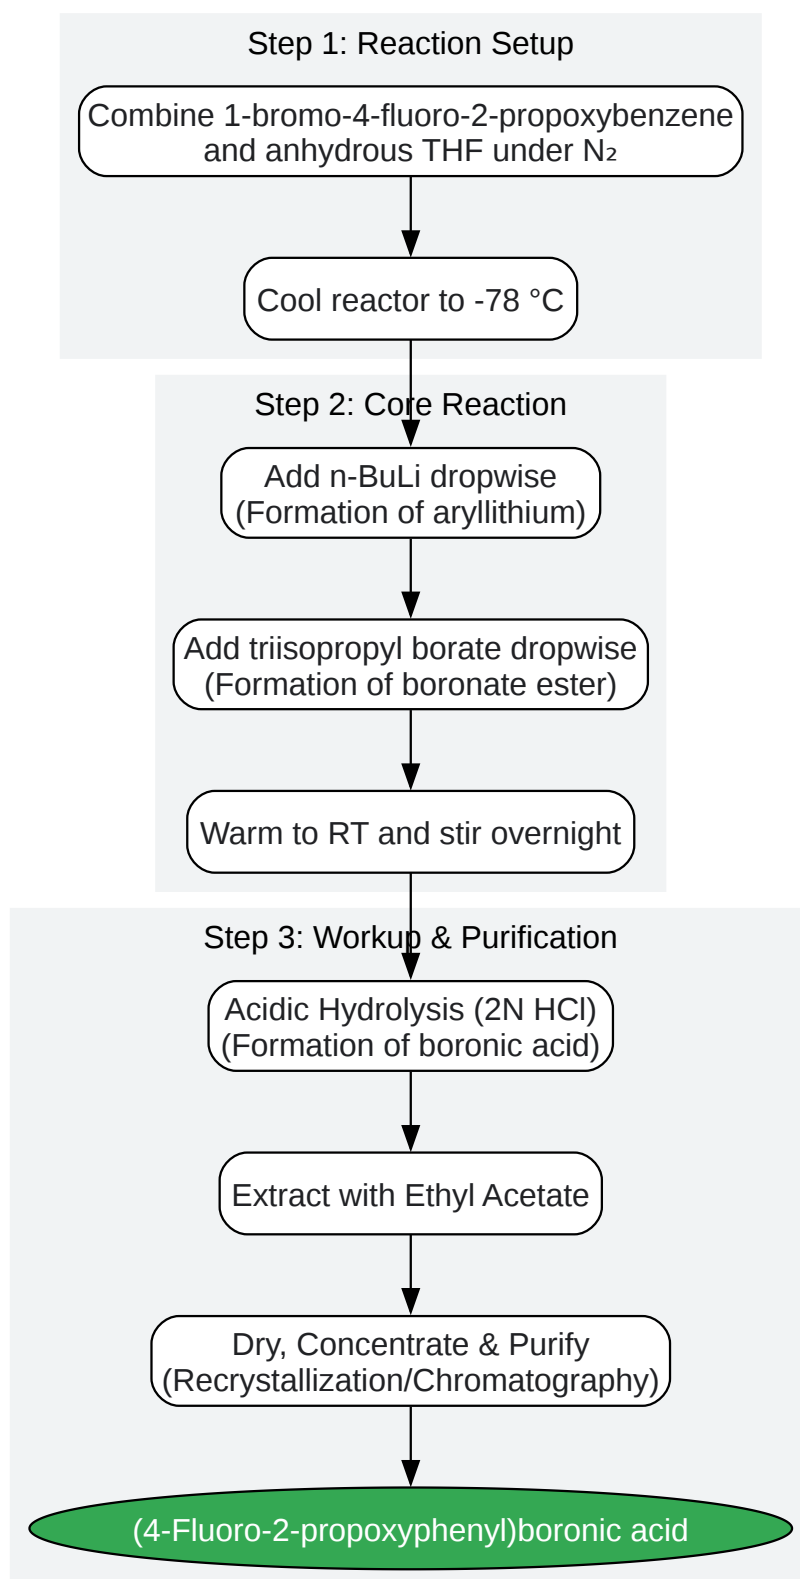 Step 1: Reaction Setup
Combine 1-bromo-4-fluoro-2-propoxybenzene
and anhydrous THF under N₂
Cool reactor to -78 °C
Step 2: Core Reaction
Add n-BuLi dropwise
(Formation of aryllithium)
Add triisopropyl borate dropwise
(Formation of boronate ester)
Warm to RT and stir overnight
Step 3: Workup & Purification
Acidic Hydrolysis (2N HCl)
(Formation of boronic acid)
Extract with Ethyl Acetate
Dry, Concentrate & Purify
(Recrystallization/Chromatography)
(4-Fluoro-2-propoxyphenyl)boronic acid